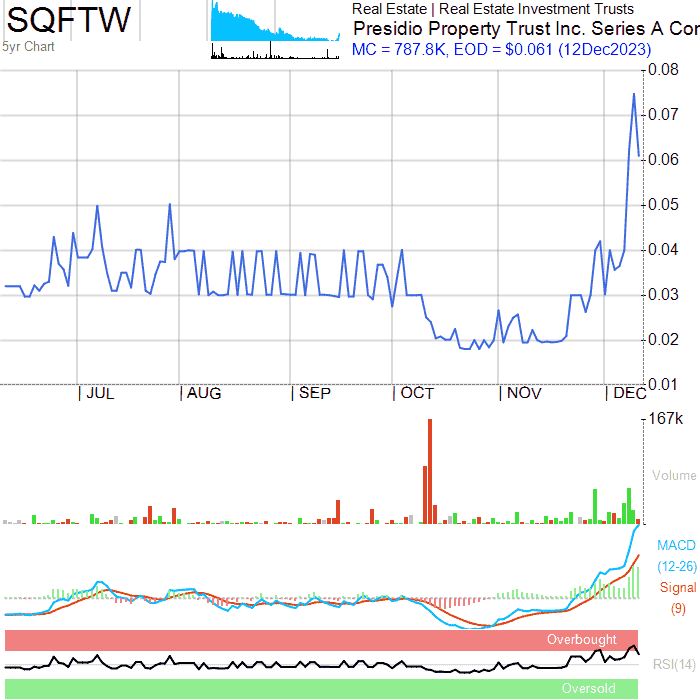 SQFTW
5yr Chart
Real Estate | Real Estate Investment Trusts
Presidio Property Trust Inc. Series A Cor
MC = 787.8K, EOD = $0.061 (12Dec2023)
0.08
0.07
0.06
0.05
0.04
0.03
0.02
0.01
JUL AUG SEP OCT NOV DEC
167k
Volume
MACD
(12-26)
Signal
(9)
Overbought
RSI(14)
Oversold